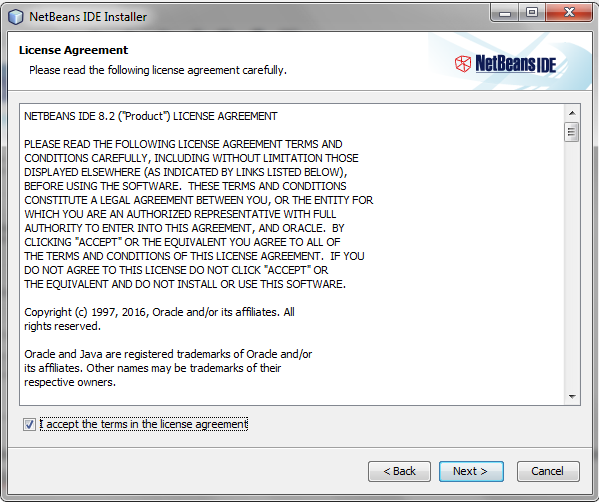 NetBeans IDE Installer
License Agreement
Please read the following license agreement carefully.
NetBeans IDE
NETBEANS IDE 8.2 ("Product") LICENSE AGREEMENT
PLEASE READ THE FOLLOWING LICENSE AGREEMENT TERMS AND
CONDITIONS CAREFULLY, INCLUDING WITHOUT LIMITATION THOSE
DISPLAYED ELSEWHERE (AS INDICATED BY LINKS LISTED BELOW),
BEFORE USING THE SOFTWARE.  THESE TERMS AND CONDITIONS
CONSTITUTE A LEGAL AGREEMENT BETWEEN YOU, OR THE ENTITY FOR
WHICH YOU ARE AN AUTHORIZED REPRESENTATIVE WITH FULL
AUTHORITY TO ENTER INTO THIS AGREEMENT, AND ORACLE.  BY
CLICKING "ACCEPT" OR THE EQUIVALENT YOU AGREE TO ALL OF
THE TERMS AND CONDITIONS OF THIS LICENSE AGREEMENT.  IF YOU
DO NOT AGREE TO THIS LICENSE DO NOT CLICK "ACCEPT" OR
THE EQUIVALENT AND DO NOT INSTALL OR USE THIS SOFTWARE.
Copyright (c) 1997, 2016, Oracle and/or its affiliates. All
rights reserved.
Oracle and Java are registered trademarks of Oracle and/or
its affiliates. Other names may be trademarks of their
respective owners.
I accept the terms in the license agreement
< Back
Next >
Cancel